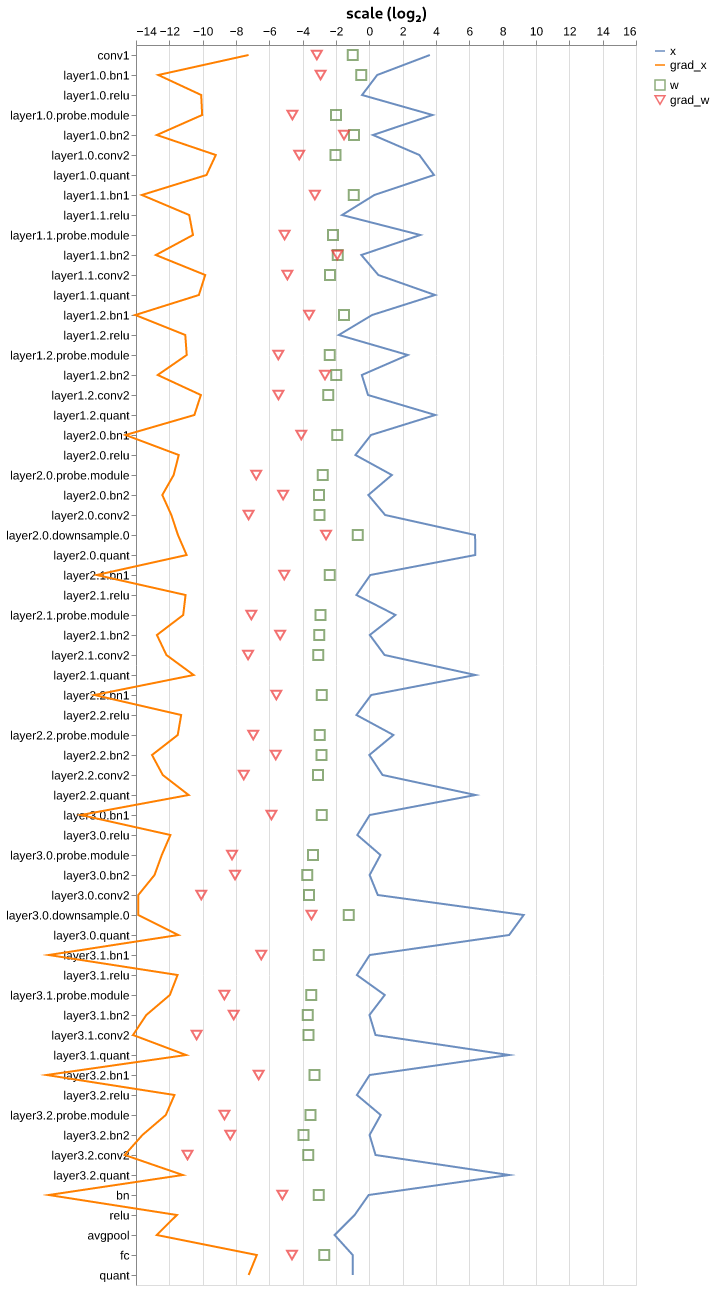 scale (log₂)
−14 −12 −10 −8 −6 −4 −2 0 2 4 6 8 10 12 14 16
x
grad_x
w
grad_w
conv1
layer1.0.bn1
layer1.0.relu
layer1.0.probe.module
layer1.0.bn2
layer1.0.conv2
layer1.0.quant
layer1.1.bn1
layer1.1.relu
layer1.1.probe.module
layer1.1.bn2
layer1.1.conv2
layer1.1.quant
layer1.2.bn1
layer1.2.relu
layer1.2.probe.module
layer1.2.bn2
layer1.2.conv2
layer1.2.quant
layer2.0.bn1
layer2.0.relu
layer2.0.probe.module
layer2.0.bn2
layer2.0.conv2
layer2.0.downsample.0
layer2.0.quant
layer2.1.bn1
layer2.1.relu
layer2.1.probe.module
layer2.1.bn2
layer2.1.conv2
layer2.1.quant
layer2.2.bn1
layer2.2.relu
layer2.2.probe.module
layer2.2.bn2
layer2.2.conv2
layer2.2.quant
layer3.0.bn1
layer3.0.relu
layer3.0.probe.module
layer3.0.bn2
layer3.0.conv2
layer3.0.downsample.0
layer3.0.quant
layer3.1.bn1
layer3.1.relu
layer3.1.probe.module
layer3.1.bn2
layer3.1.conv2
layer3.1.quant
layer3.2.bn1
layer3.2.relu
layer3.2.probe.module
layer3.2.bn2
layer3.2.conv2
layer3.2.quant
bn
relu
avgpool
fc
quant